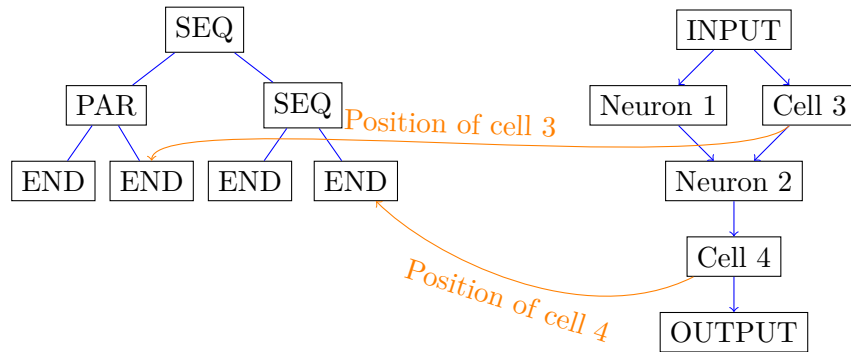 SEQ
INPUT
PAR
SEQ
Neuron 1
Cell 3
Position of cell 3
END
END
END
END
Neuron 2
Cell 4
Position of cell 4
OUTPUT